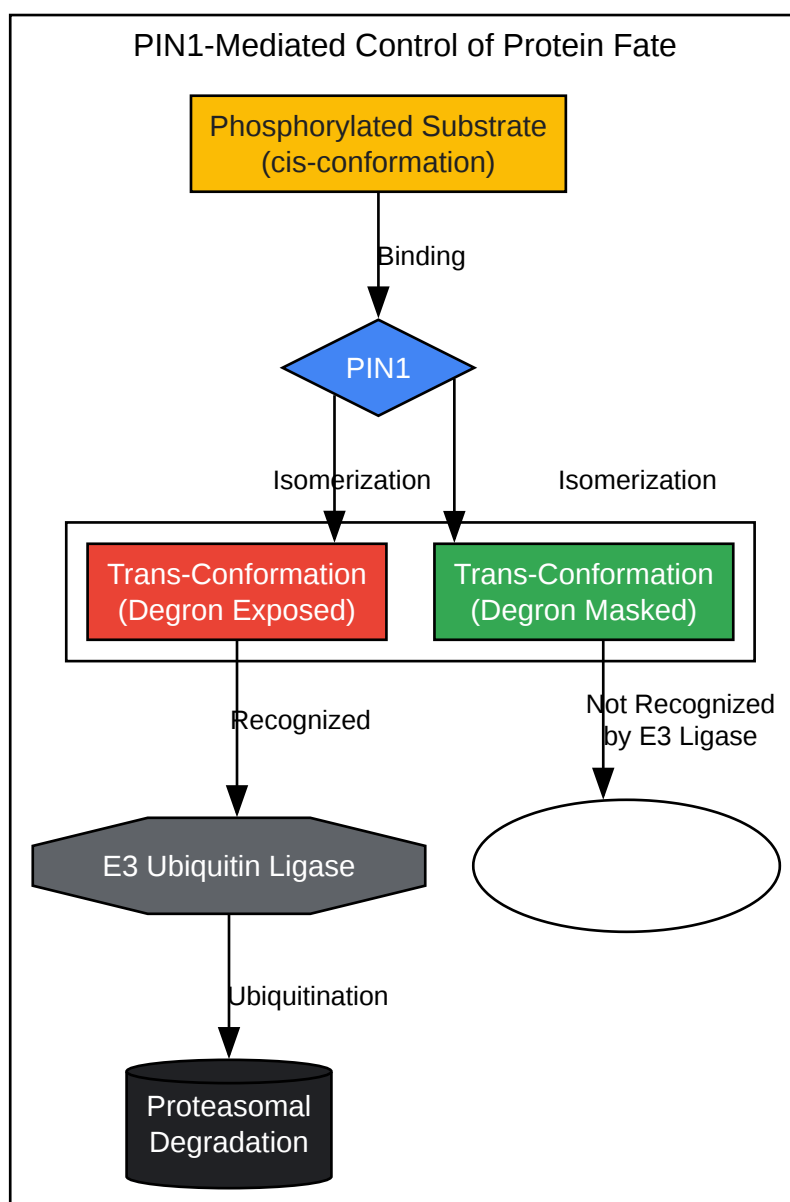 PIN1-Mediated Control of Protein Fate
Phosphorylated Substrate
(cis-conformation)
Binding
PIN1
Isomerization
Isomerization
Trans-Conformation
(Degron Exposed)
Trans-Conformation
(Degron Masked)
Recognized
Not Recognized
by E3 Ligase
E3 Ubiquitin Ligase
Ubiquitination
Proteasomal
Degradation